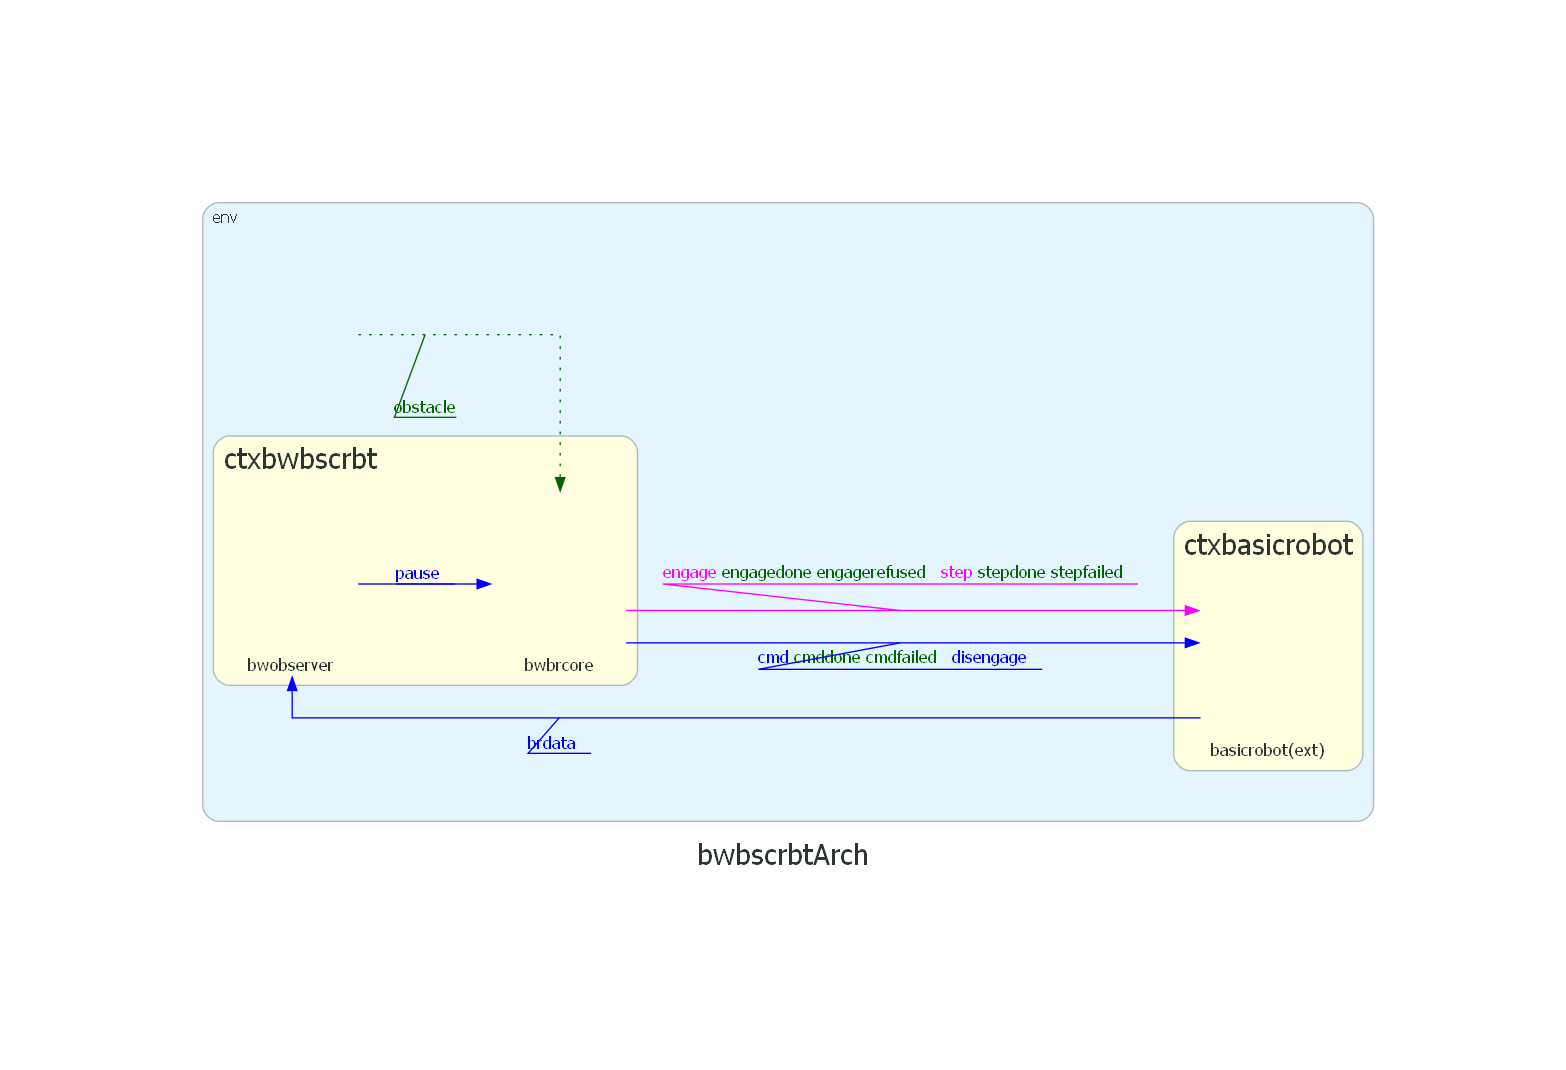 env
obstacle
ctxbwbscrbt
ctxbasicrobot
pause
engage engagedone engagerefused step stepdone stepfailed
cmd cmddone cmdfailed disengage
bwobserver
bwbrcore
brdata
basicrobot(ext)
bwbscrbtArch